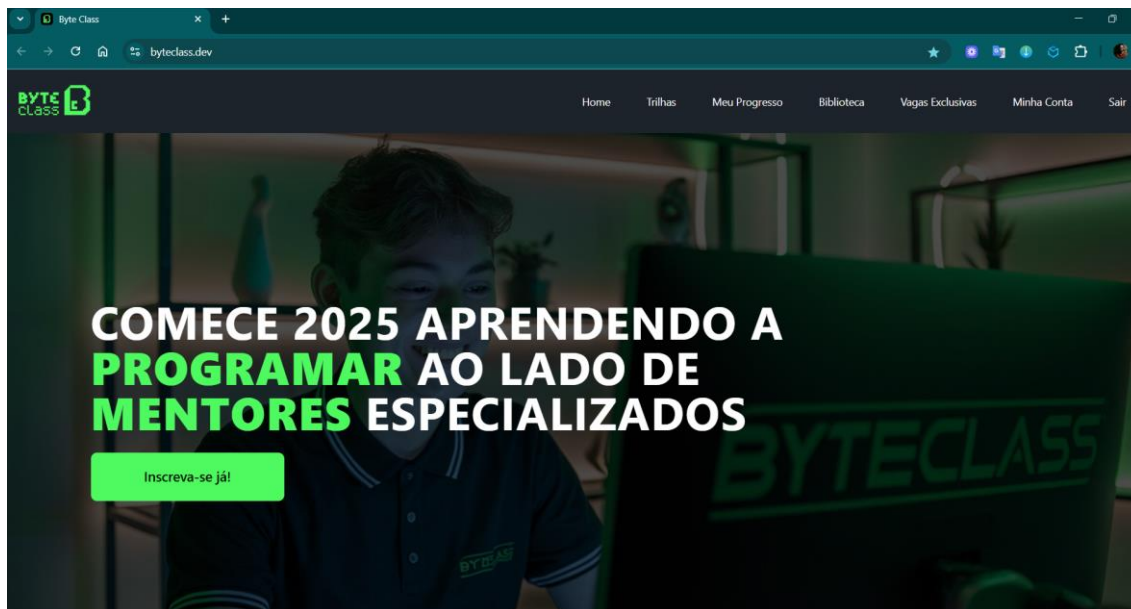 Byte Class
byteclass.dev
BYTE
CLASS
Home Trilhas Meu Progresso Biblioteca Vagas Exclusivas Minha Conta Sair
COMECE 2025 APRENDENDO A
PROGRAMAR AO LADO DE
MENTORES ESPECIALIZADOS
BYTECLASS
Inscreva-se já!
BYTECLASS